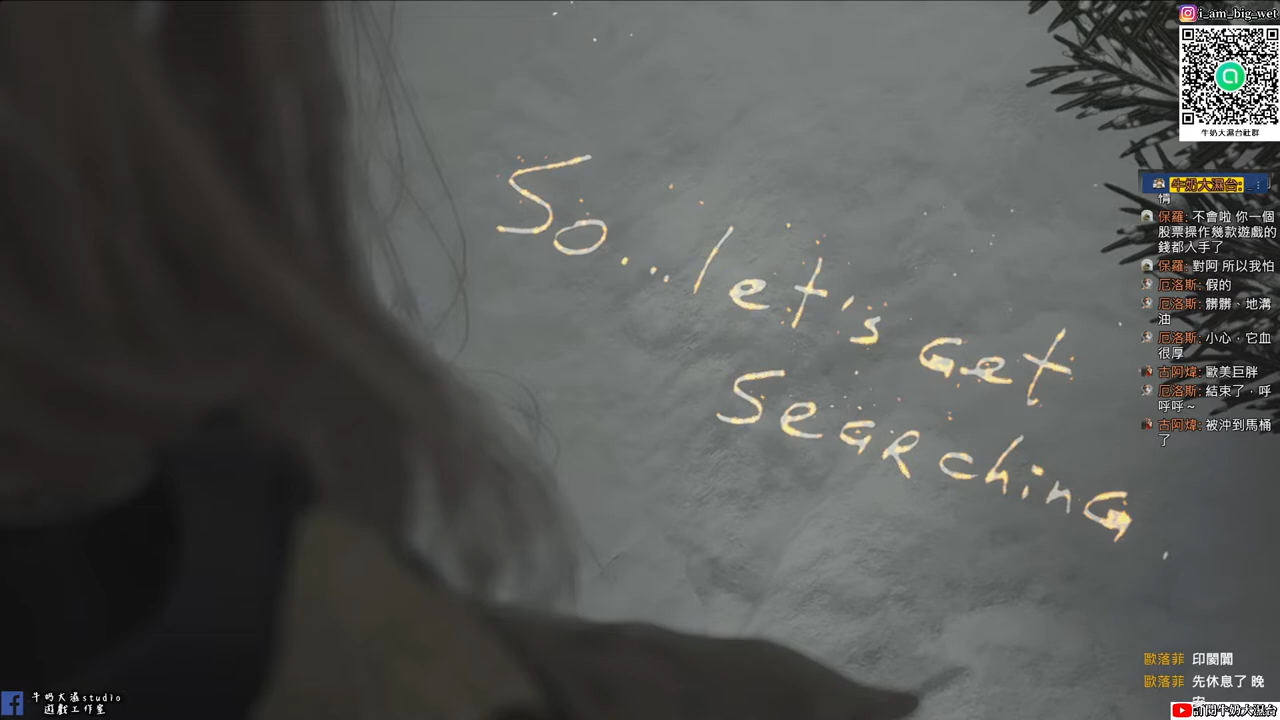 So...let's Get
Searching
i_am_big_wet
牛奶大濕台社群
牛奶大濕台:
情
保羅: 不會啦 你一個
股票操作幾款遊戲的
錢都入手了
保羅: 對阿 所以我怕
厄洛斯: 假的
厄洛斯: 髒髒、地溝
油
厄洛斯: 小心,它血
很厚
古阿煒: 歐美巨胖
厄洛斯: 結束了,呼
呼呼~
古阿煒: 被沖到馬桶
了
歐落菲 印閿闐
歐落菲 先休息了 晚
訂閱牛奶大濕台
牛奶大濕studio
遊戲工作室